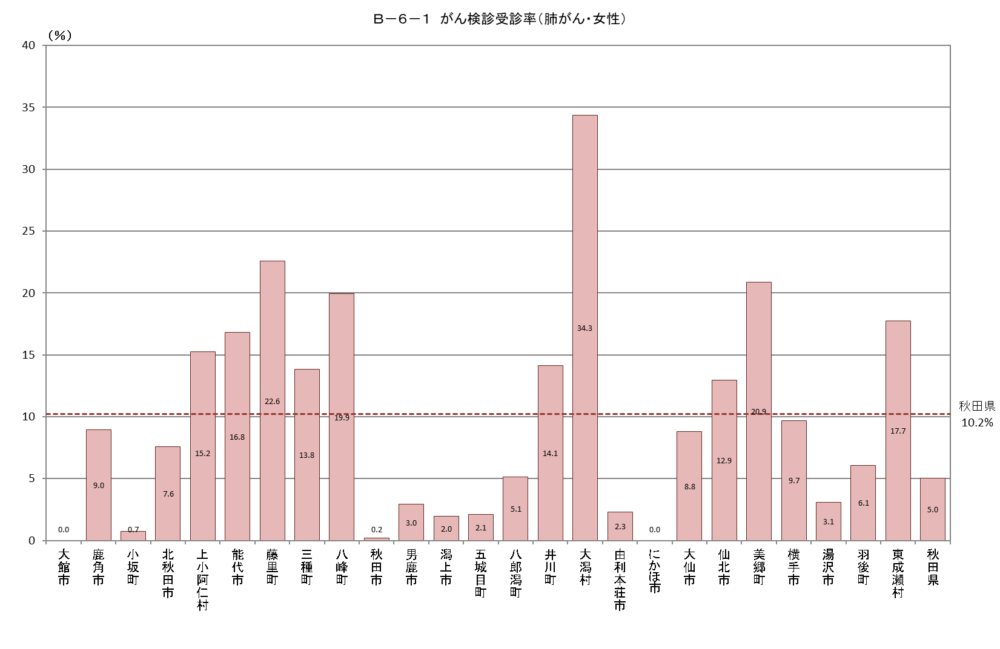 Ｂ－６－１　がん検診受診率（肺がん・女性）
（％）
40
35
30
25
20
15
10
5
0
0.0
9.0
0.7
7.6
15.2
16.8
22.6
13.8
19.9
0.2
3.0
2.0
2.1
5.1
14.1
34.3
2.3
0.0
8.8
12.9
20.9
9.7
3.1
6.1
17.7
5.0
秋田県
10.2%
大館市
鹿角市
小坂町
北秋田市
上小阿仁村
能代市
藤里町
三種町
八峰町
秋田市
男鹿市
潟上市
五城目町
八郎潟町
井川町
大潟村
由利本荘市
にかほ市
大仙市
仙北市
美郷町
横手市
湯沢市
羽後町
東成瀬村
秋田県